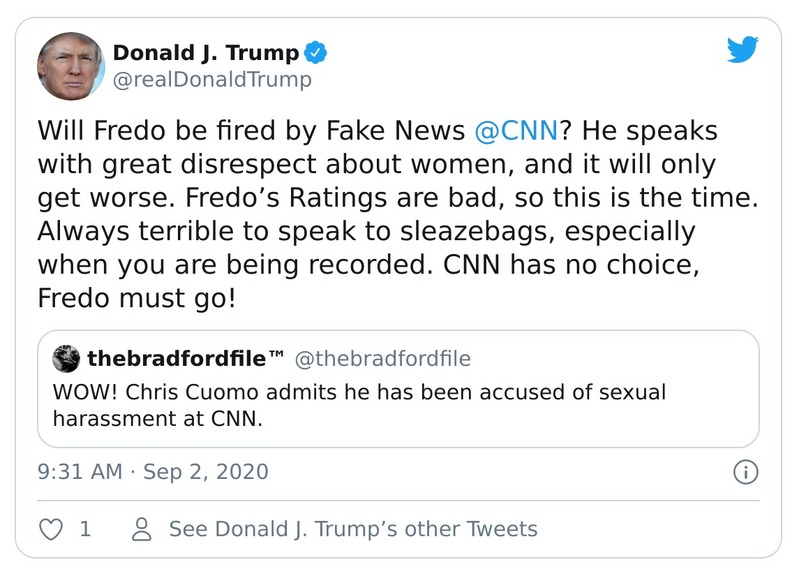 Donald J. Trump
@realDonaldTrump
Will Fredo be fired by Fake News @CNN? He speaks
with great disrespect about women, and it will only
get worse. Fredo’s Ratings are bad, so this is the time.
Always terrible to speak to sleazebags, especially
when you are being recorded. CNN has no choice,
Fredo must go!
thebradfordfile™ @thebradfordfile
WOW! Chris Cuomo admits he has been accused of sexual
harassment at CNN.
9:31 AM · Sep 2, 2020
1 See Donald J. Trump’s other Tweets